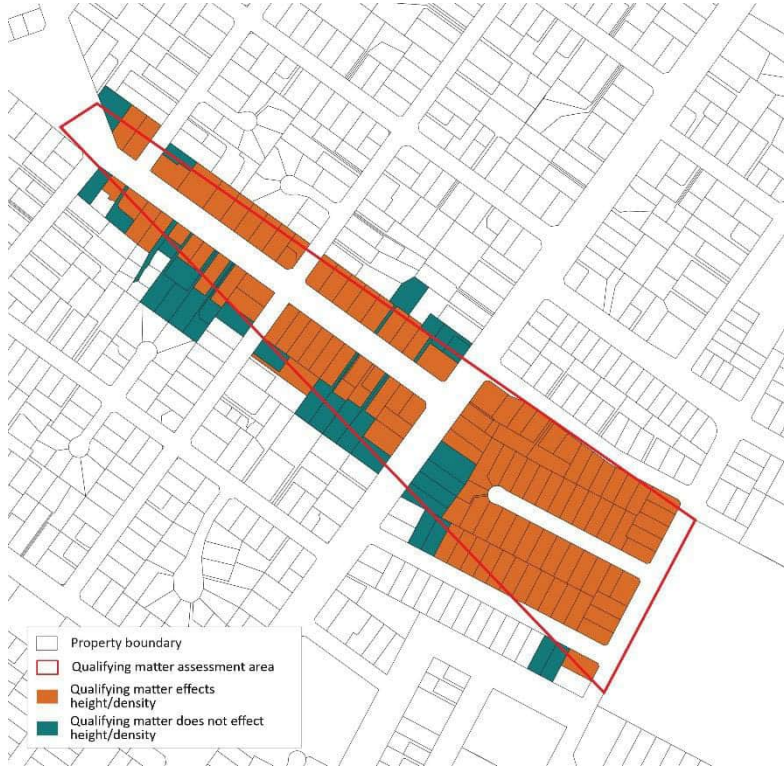 Property boundary
Qualifying matter assessment area
Qualifying matter effects
height/density
Qualifying matter does not effect
height/density